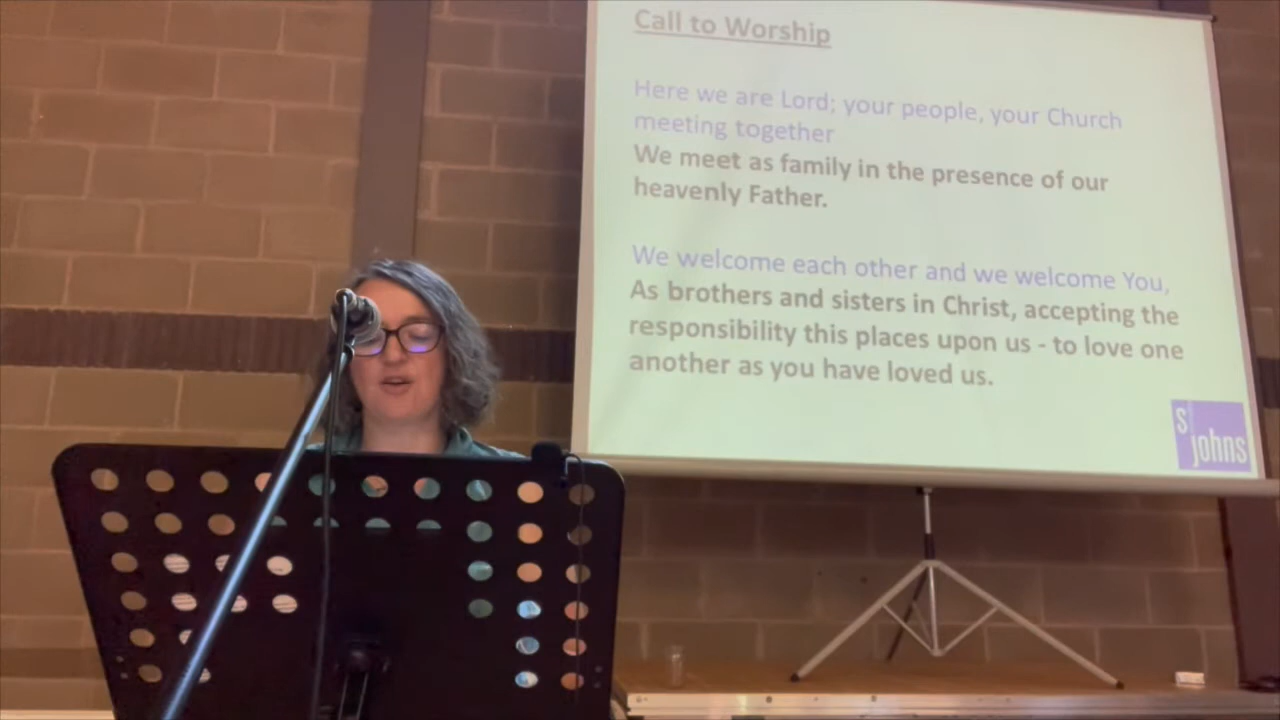 Call to Worship
Here we are Lord; your people, your Church
meeting together
We meet as family in the presence of our
heavenly Father.
We welcome each other and we welcome You,
As brothers and sisters in Christ, accepting the
responsibility this places upon us - to love one
another as you have loved us.
S
johns